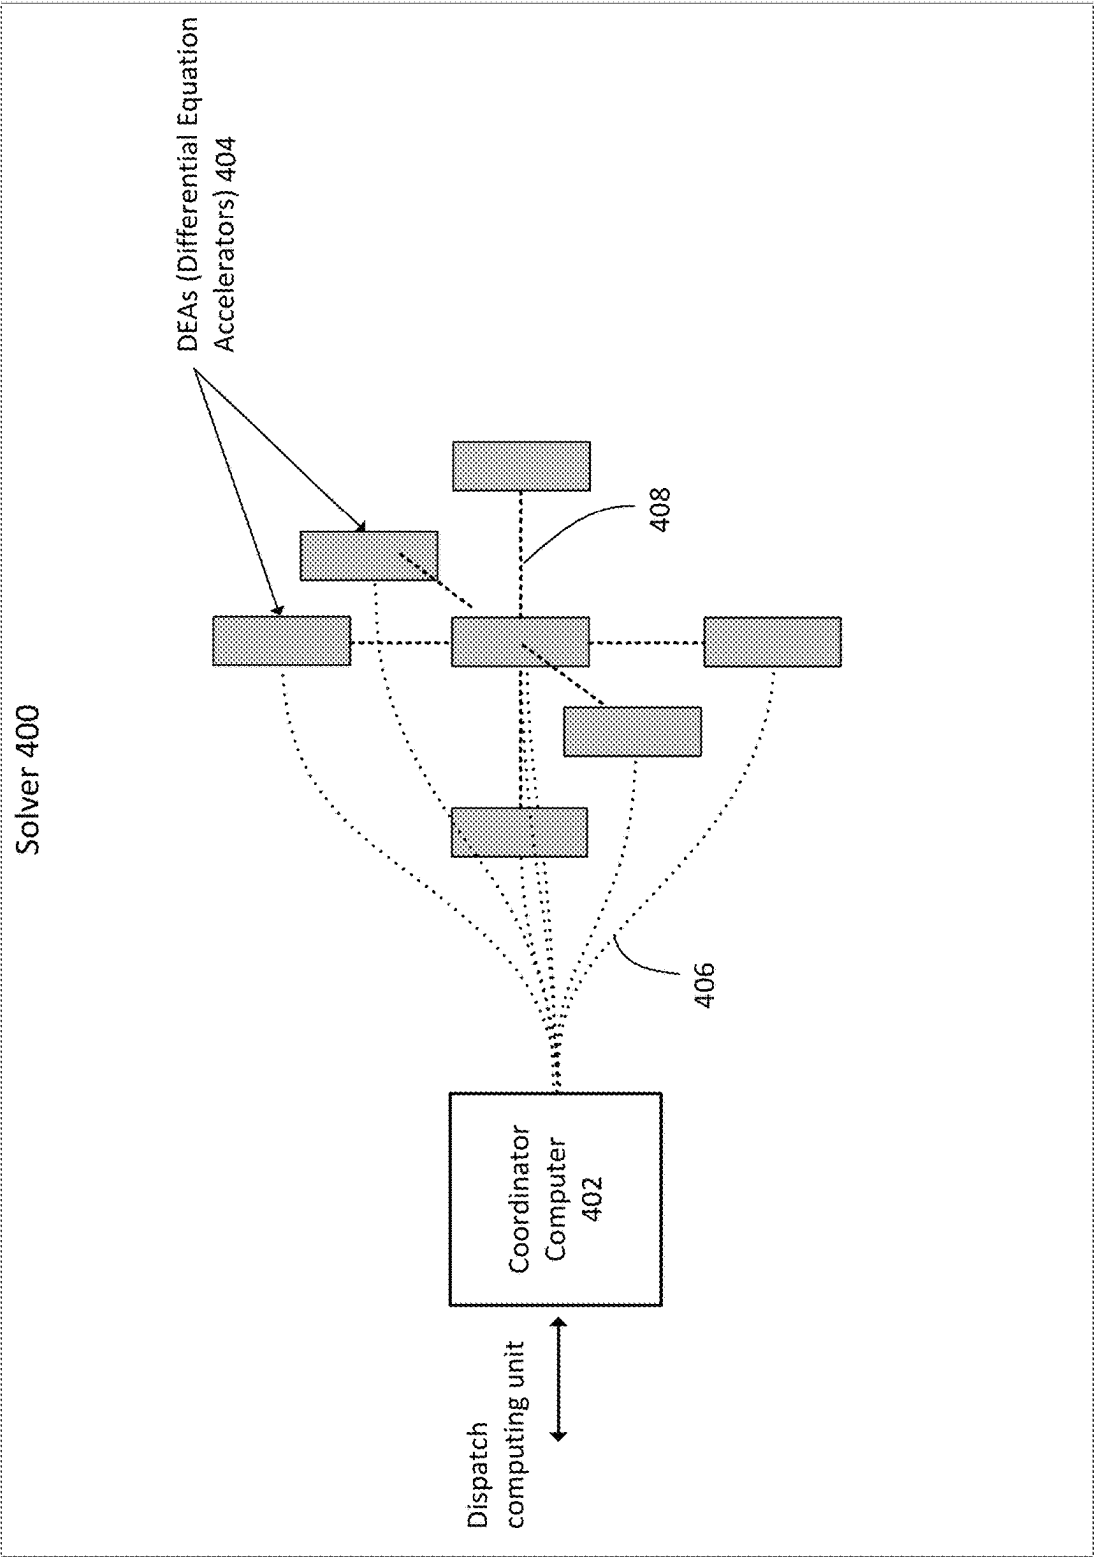 Solver 400
DEAs (Differential Equation
Accelerators) 404
408
406
Coordinator
Computer
402
Dispatch
computing unit